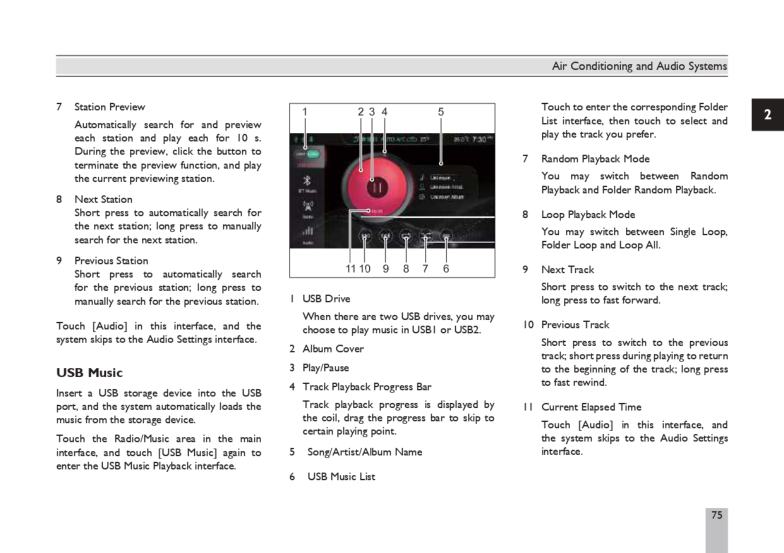 Air Conditioning and Audio Systems
2
7 Station Preview
Automatically search for and preview
each station and play each for 10 s.
During the preview, click the button to
terminate the preview function, and play
the current previewing station.
8 Next Station
Short press to automatically search for
the next station; long press to manually
search for the next station.
9 Previous Station
Short press to automatically search
for the previous station; long press to
manually search for the previous station.
Touch [Audio] in this interface, and the
system skips to the Audio Settings interface.
USB Music
Insert a USB storage device into the USB
port, and the system automatically loads the
music from the storage device.
Touch the Radio/Music area in the main
interface, and touch [USB Music] again to
enter the USB Music Playback interface.
1 2 3 4 5
7:30
BT Music
Unknown
Unknown Album
11 10 9 8 7 6
1 USB Drive
When there are two USB drives, you may
choose to play music in USB1 or USB2.
2 Album Cover
3 Play/Pause
4 Track Playback Progress Bar
Track playback progress is displayed by
the coil, drag the progress bar to skip to
certain playing point.
5 Song/Artist/Album Name
6 USB Music List
Touch to enter the corresponding Folder
List interface, then touch to select and
play the track you prefer.
7 Random Playback Mode
You may switch between Random
Playback and Folder Random Playback.
8 Loop Playback Mode
You may switch between Single Loop,
Folder Loop and Loop All.
9 Next Track
Short press to switch to the next track;
long press to fast forward.
10 Previous Track
Short press to switch to the previous
track; short press during playing to return
to the beginning of the track; long press
to fast rewind.
11 Current Elapsed Time
Touch [Audio] in this interface, and
the system skips to the Audio Settings
interface.
75